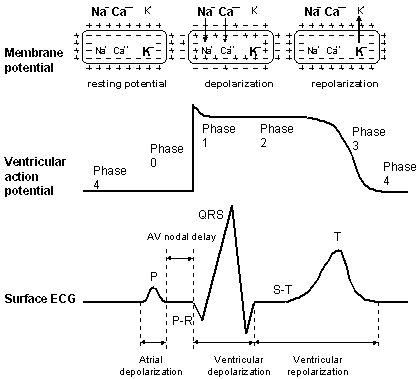 Na⁻ Ca⁻⁻ K⁻
Na⁻ Ca⁻⁻ K⁻
Na⁻ Ca⁻⁻ K⁻
Membrane potential
Na⁻ Ca⁺ K⁻
Na⁻ Ca⁺ K⁻
Na⁻ Ca⁺ K⁻
resting potential
depolarization
repolarization
Ventricular action potential
Phase 4
Phase 0
Phase 1
Phase 2
Phase 3
Phase 4
Surface ECG
P
AV nodal delay
P-R
QRS
S-T
T
Atrial depolarization
Ventricular depolarization
Ventricular repolarization